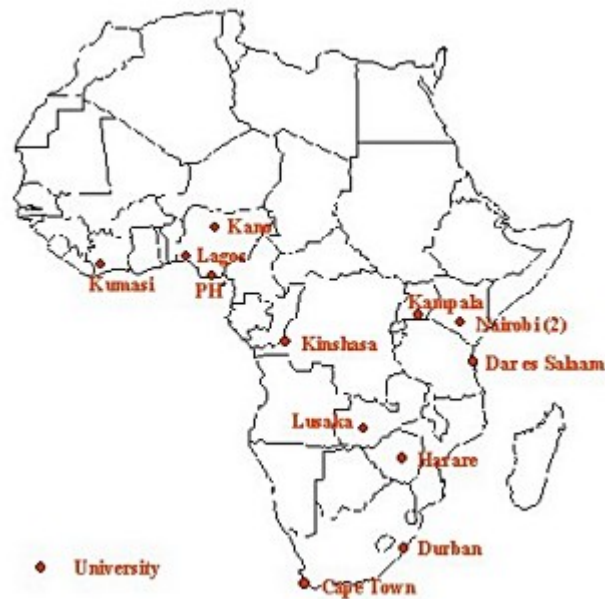 Kano
Lagos
Kumasi
PH
Kampala
Nairobi (2)
Kinshasa
Dar es Salaam
Lusaka
Harare
Durban
University
Cape Town